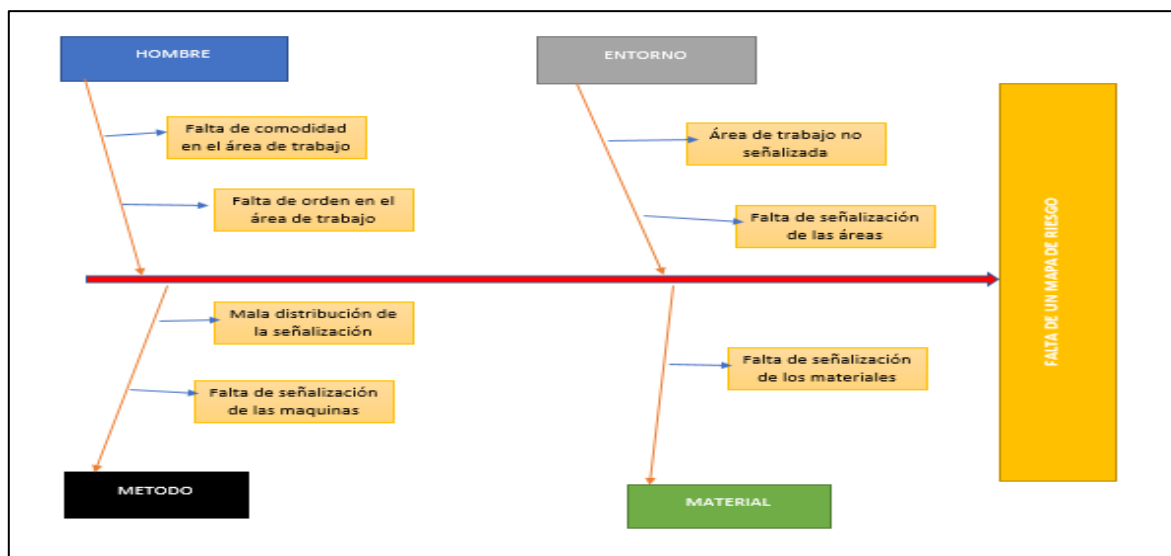 HOMBRE
ENTORNO
Falta de comodidad
en el área de trabajo
Área de trabajo no
señalizada
Falta de orden en el
área de trabajo
Falta de señalización
de las áreas
FALTA DE UN MAPA DE RIESGO
Mala distribución de
la señalización
Falta de señalización
de los materiales
Falta de señalización
de las maquinas
METODO
MATERIAL